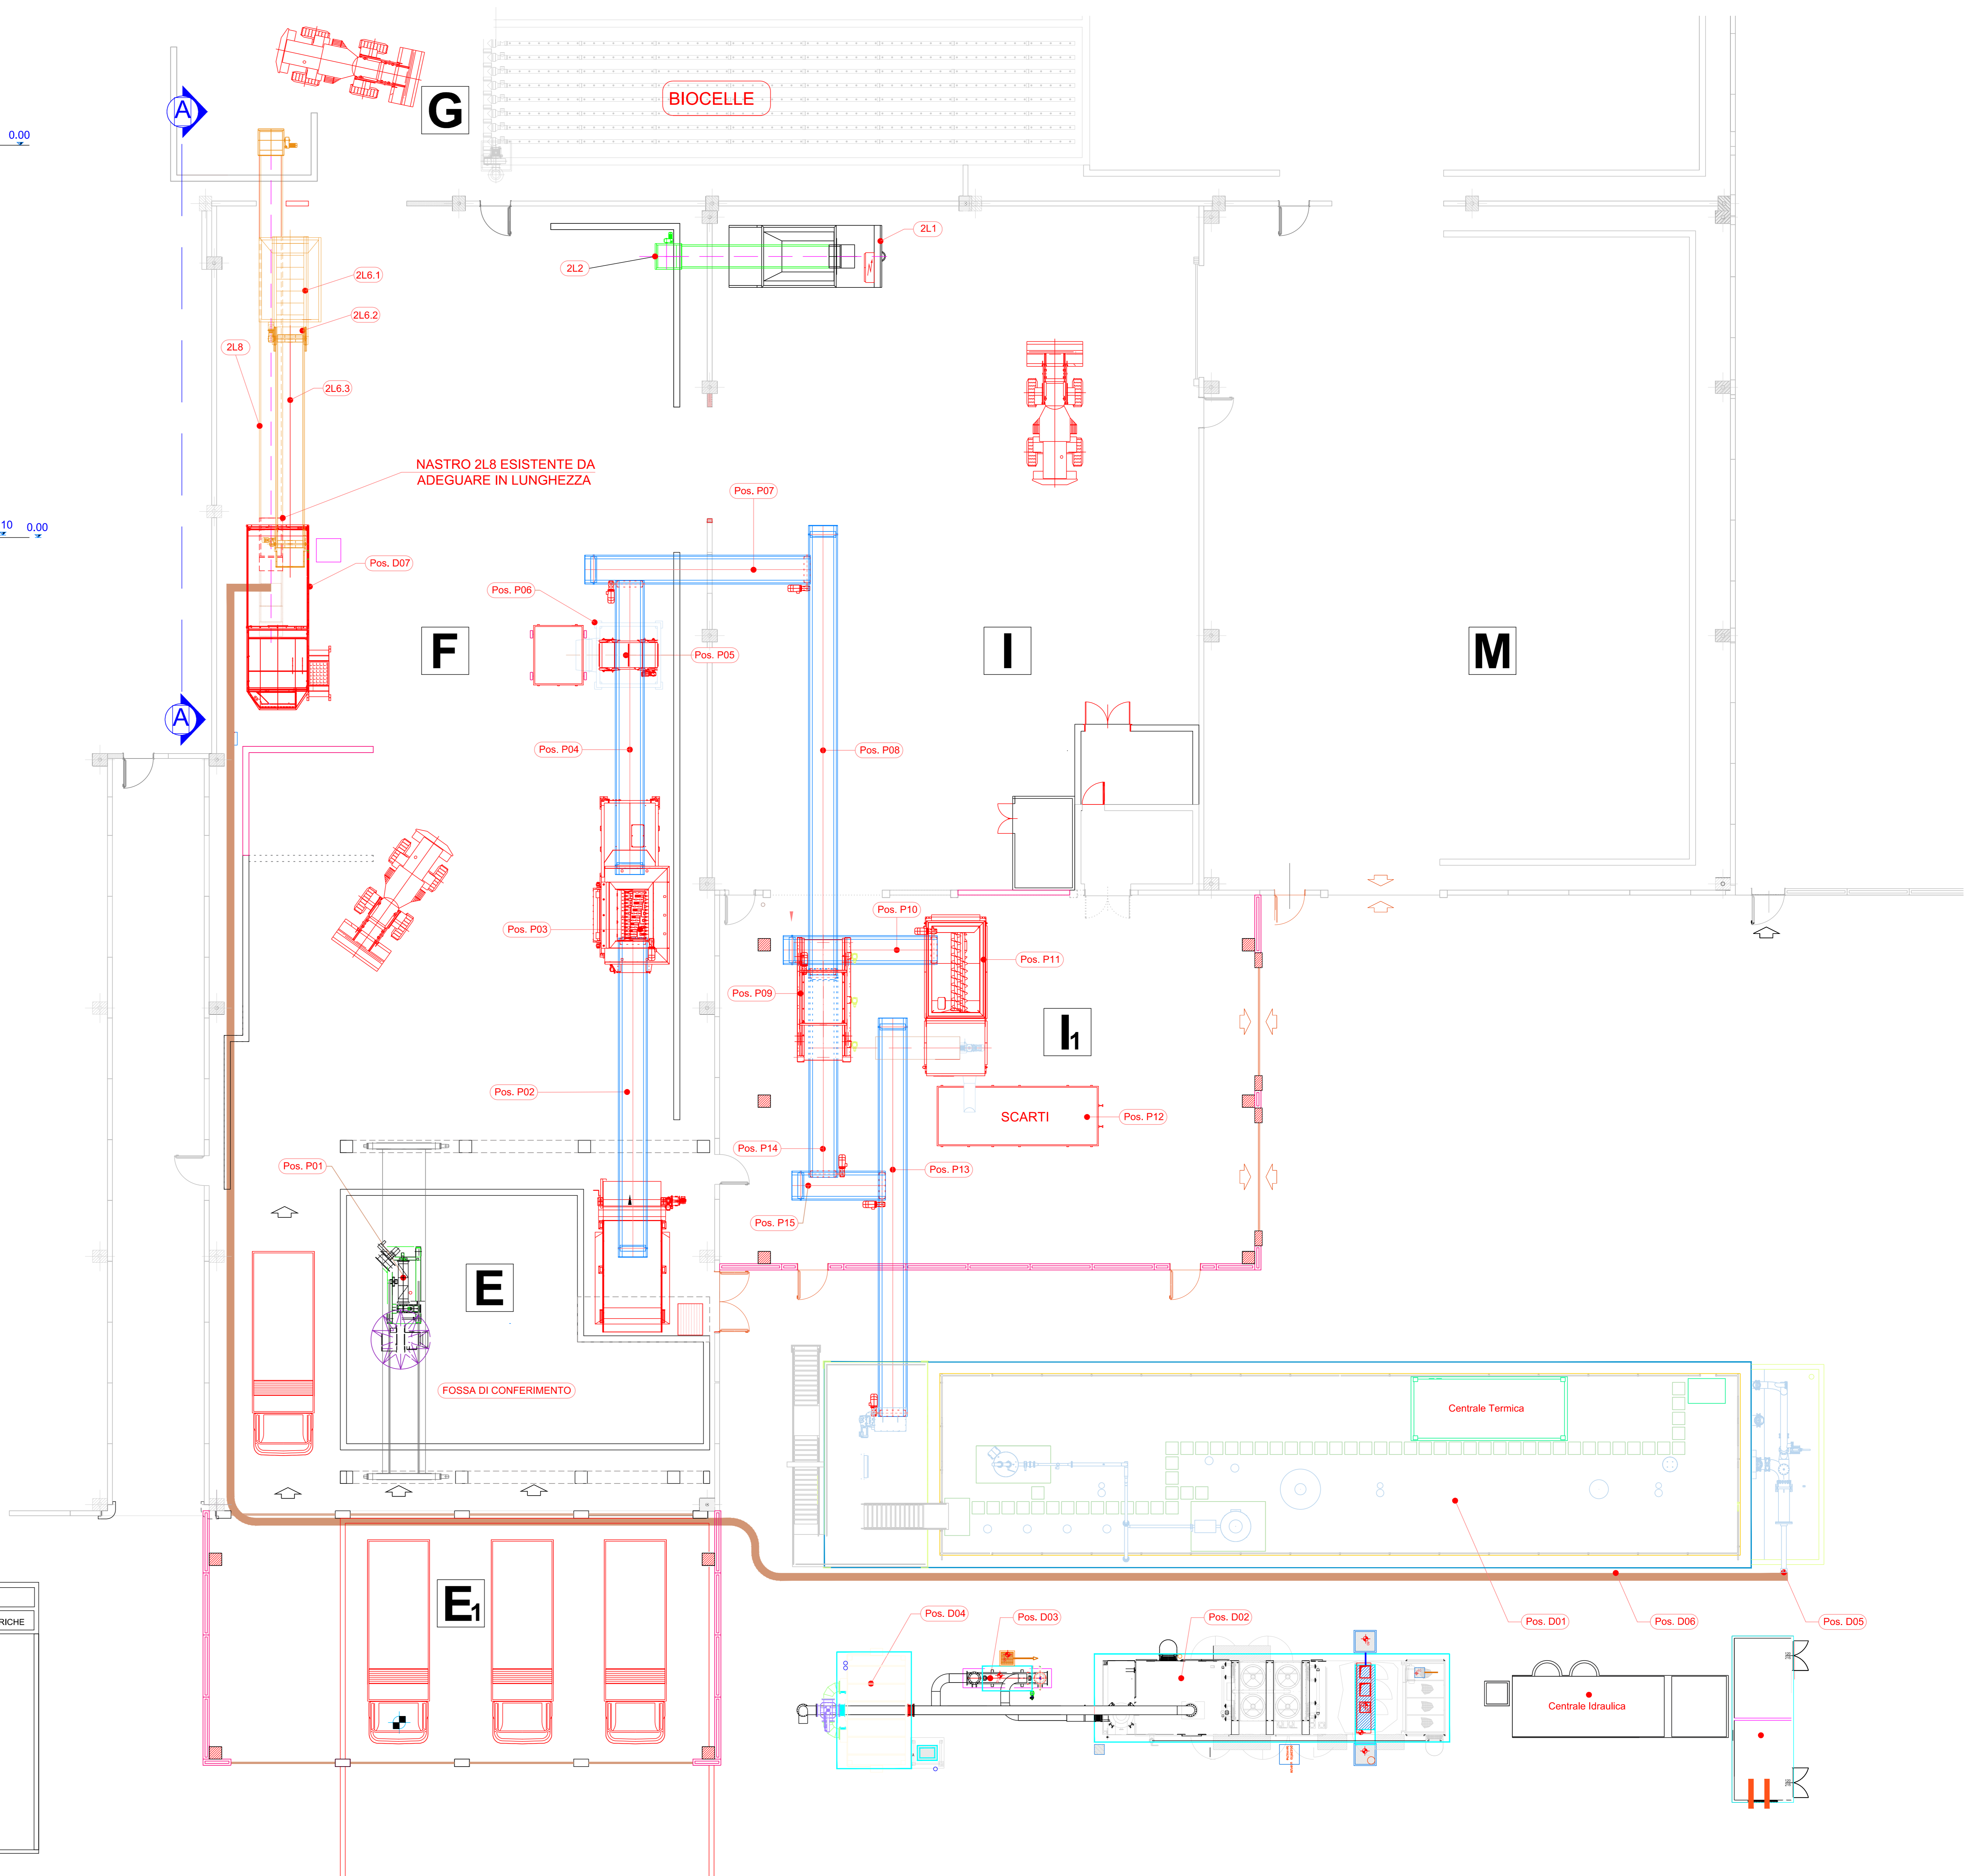 G
BIOCELLE
A
0.00
2L1
2L2
2L6.1
2L6.2
2L8
2L6.3
NASTRO 2L8 ESISTENTE DA
ADEGUARE IN LUNGHEZZA
Pos. P07
10 0.00
Pos. D07
Pos. P06
F
Pos. P05
I
M
A
Pos. P04
Pos. P08
Pos. P10
Pos. P03
Pos. P11
Pos. P09
I1
Pos. P02
SCARTI
Pos. P12
Pos. P14
Pos. P01
Pos. P13
Pos. P15
E
FOSSA DI CONFERIMENTO
Centrale Termica
E1
RICHE
Pos. D04
Pos. D03
Pos. D02
Pos. D01
Pos. D06
Pos. D05
Centrale Idraulica